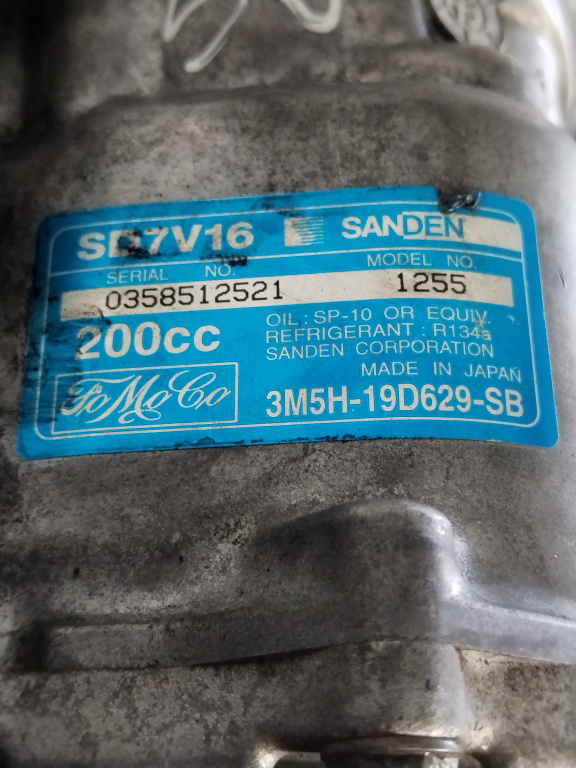 SD7V16 SANDEN
SERIAL NO. MODEL NO.
0358512521 1255
200cc
OIL : SP-10 OR EQUIV.
REFRIGERANT : R134a
SANDEN CORPORATION
MADE IN JAPAN
FoMoCo 3M5H-19D629-SB